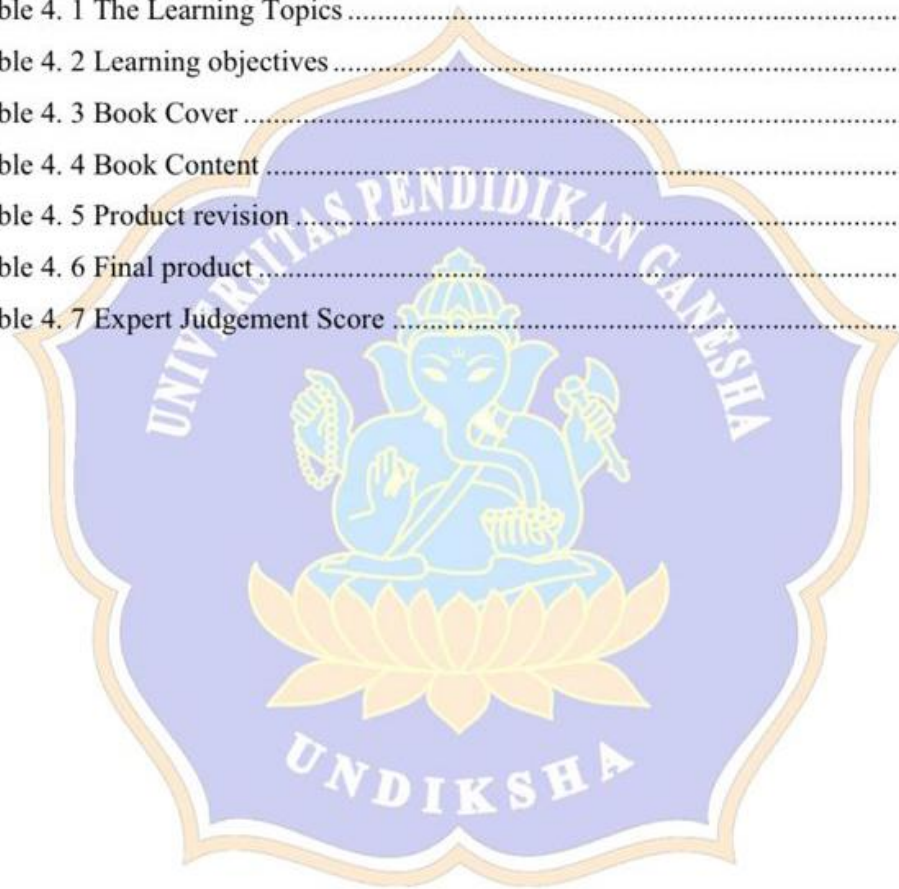 ble 4. 1 The Learning Topics ................................................................................
ble 4. 2 Learning objectives ..................................................................................
ble 4. 3 Book Cover ...............................................................................................
ble 4. 4 Book Content ............................................................................................
ble 4. 5 Product revision ........................................................................................
ble 4. 6 Final product .............................................................................................
ble 4. 7 Expert Judgement Score ..........................................................................
UNIVERSITAS PENDIDIKAN GANESHA
UNDIKSHA